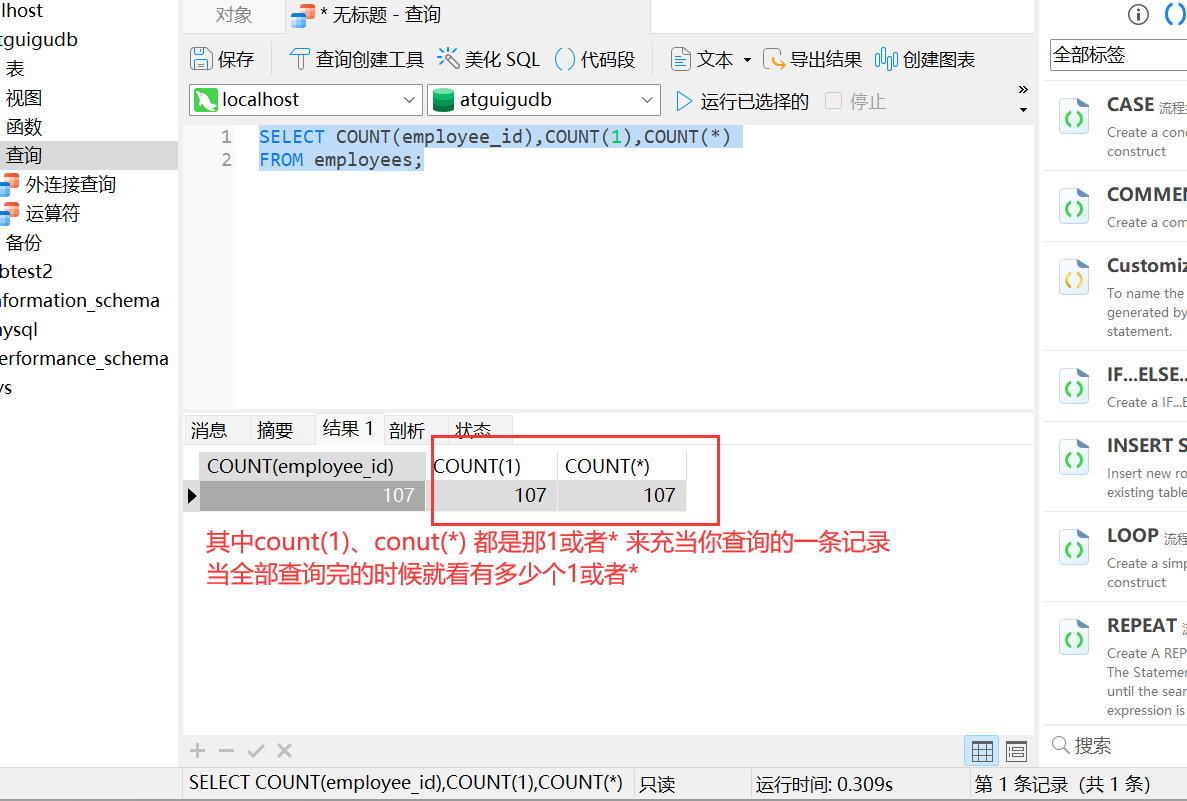 lhost
tguigudb
表
视图
函数
查询
外连接查询
运算符
备份
btest2
nformation_schema
nysql
erformance_schema
/s
对象
* 无标题 - 查询
保存
查询创建工具
美化 SQL
() 代码段
文本
导出结果
创建图表
localhost
atguigudb
运行已选择的
停止
»
1 SELECT COUNT(employee_id),COUNT(1),COUNT(*)
2 FROM employees;
消息
摘要
结果 1
剖析
状态
COUNT(employee_id) COUNT(1) COUNT(*)
107 107 107
其中count(1)、conut(*) 都是那1或者* 来充当你查询的一条记录
当全部查询完的时候就看有多少个1或者*
SELECT COUNT(employee_id),COUNT(1),COUNT(*)
只读
运行时间: 0.309s
第 1 条记录 (共 1 条)
全部标签
CASE 流程
Create a con
construct
COMMEN
Create a com
Customiz
To name the
generated by
statement.
IF...ELSE..
Create a IF...E
INSERT S
Insert new ro
existing table
LOOP 流程
Create a simp
construct
REPEAT
Create A REP
The Statemen
until the sear
expression is
搜索